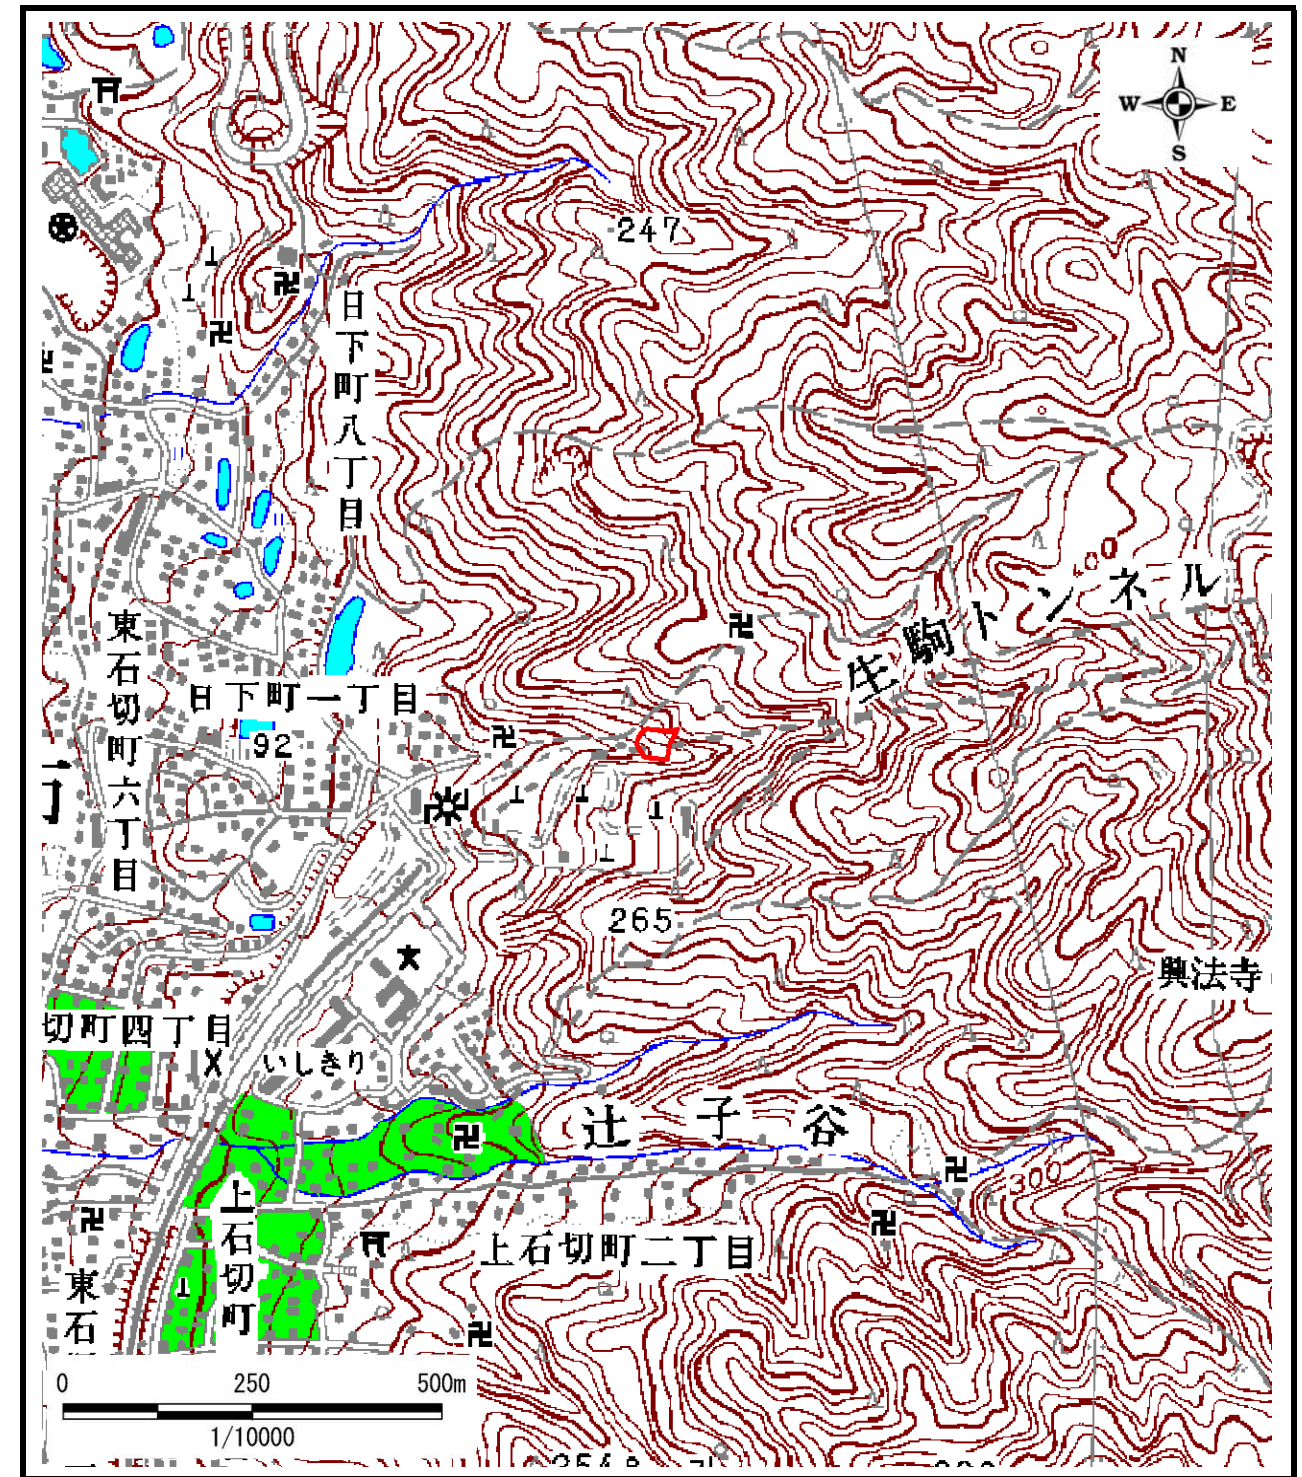 N
W E
S
247
日下町八丁目
400
生駒トンネル
東石切町六丁目
日下町一丁目
92
265
興法寺
切町四丁目
いしきり
辻子谷
300
上石切町
上石切町二丁目
東石
0 250 500m
1/10000